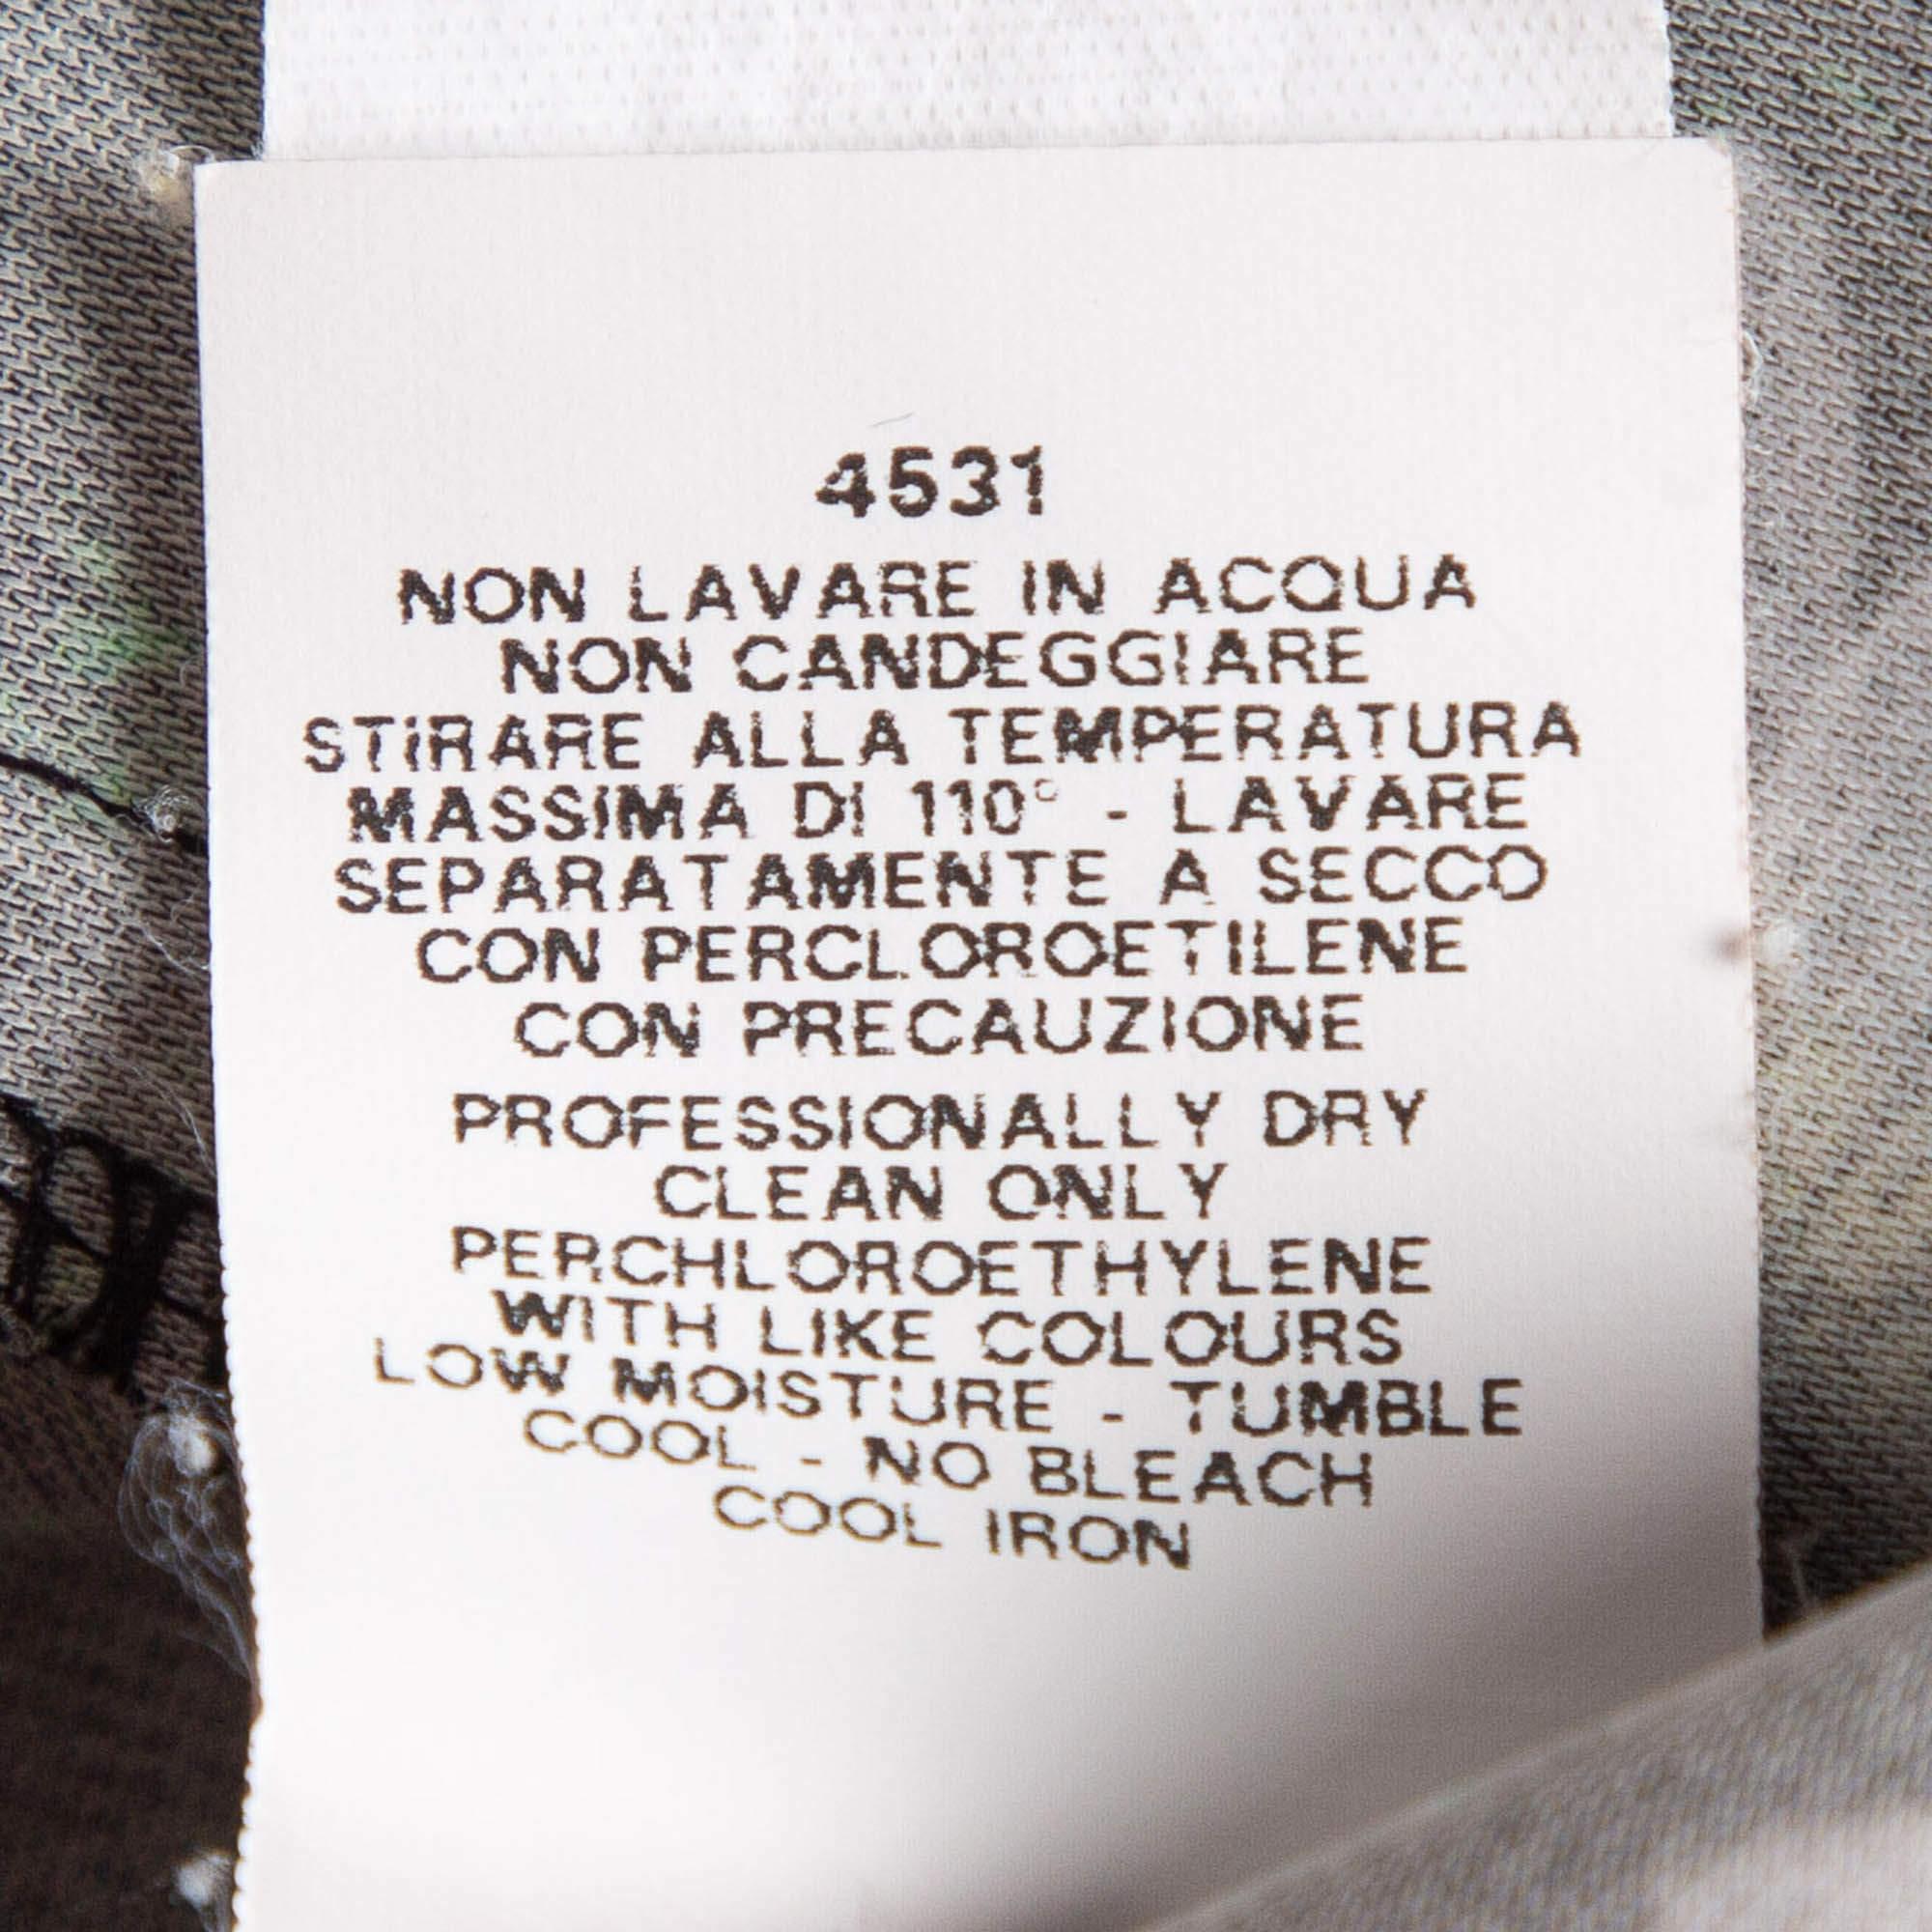 4531
NON LAVARE IN ACQUA
NON CANDEGGIARE
STIRARE ALLA TEMPERATURA
MASSIMA DI 110° - LAVARE
SEPARATAMENTE A SECCO
CON PERCLOROETILENE
CON PRECAUZIONE
PROFESSIONALLY DRY
CLEAN ONLY
PERCHLOROETHYLENE
WITH LIKE COLOURS
LOW MOISTURE - TUMBLE
COOL - NO BLEACH
COOL IRON